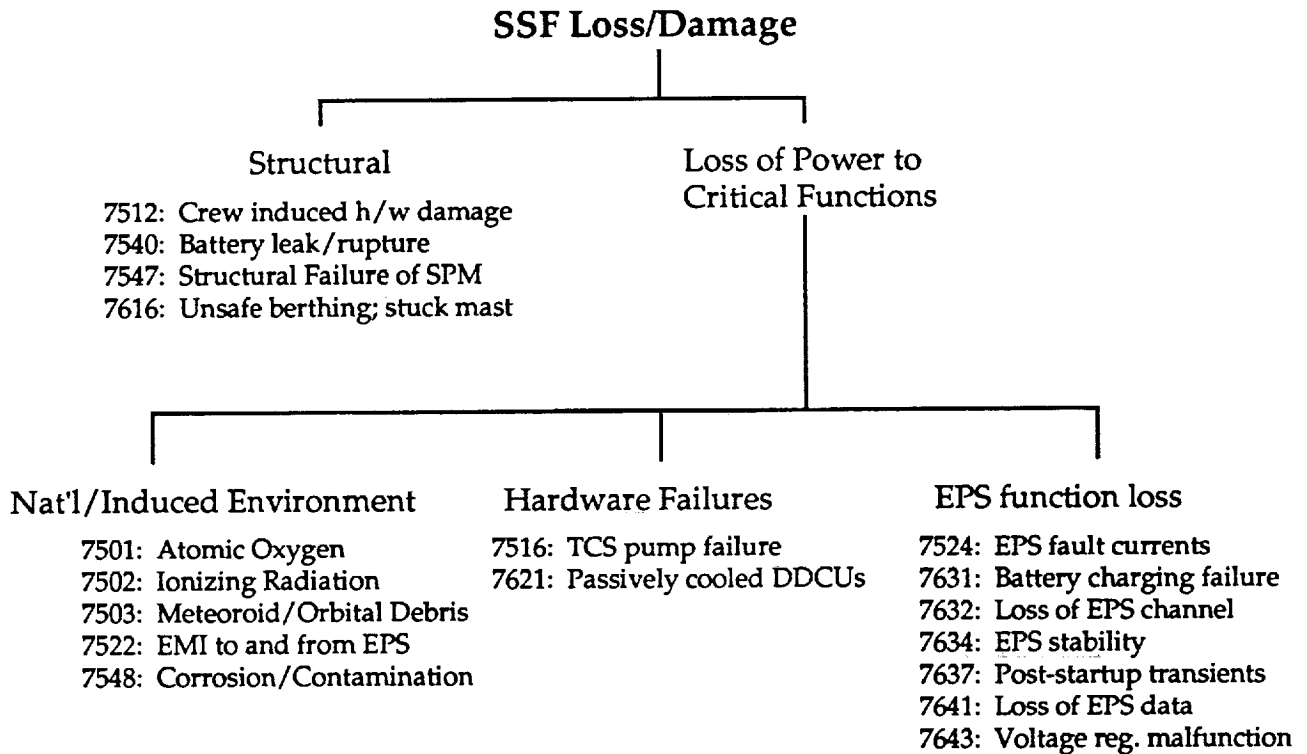 SSF Loss/Damage
Structural
7512: Crew induced h/w damage
7540: Battery leak/rupture
7547: Structural Failure of SPM
7616: Unsafe berthing; stuck mast
Loss of Power to
Critical Functions
Nat'l/Induced Environment
7501: Atomic Oxygen
7502: Ionizing Radiation
7503: Meteoroid/Orbital Debris
7522: EMI to and from EPS
7548: Corrosion/Contamination
Hardware Failures
7516: TCS pump failure
7621: Passively cooled DDCUs
EPS function loss
7524: EPS fault currents
7631: Battery charging failure
7632: Loss of EPS channel
7634: EPS stability
7637: Post-startup transients
7641: Loss of EPS data
7643: Voltage reg. malfunction